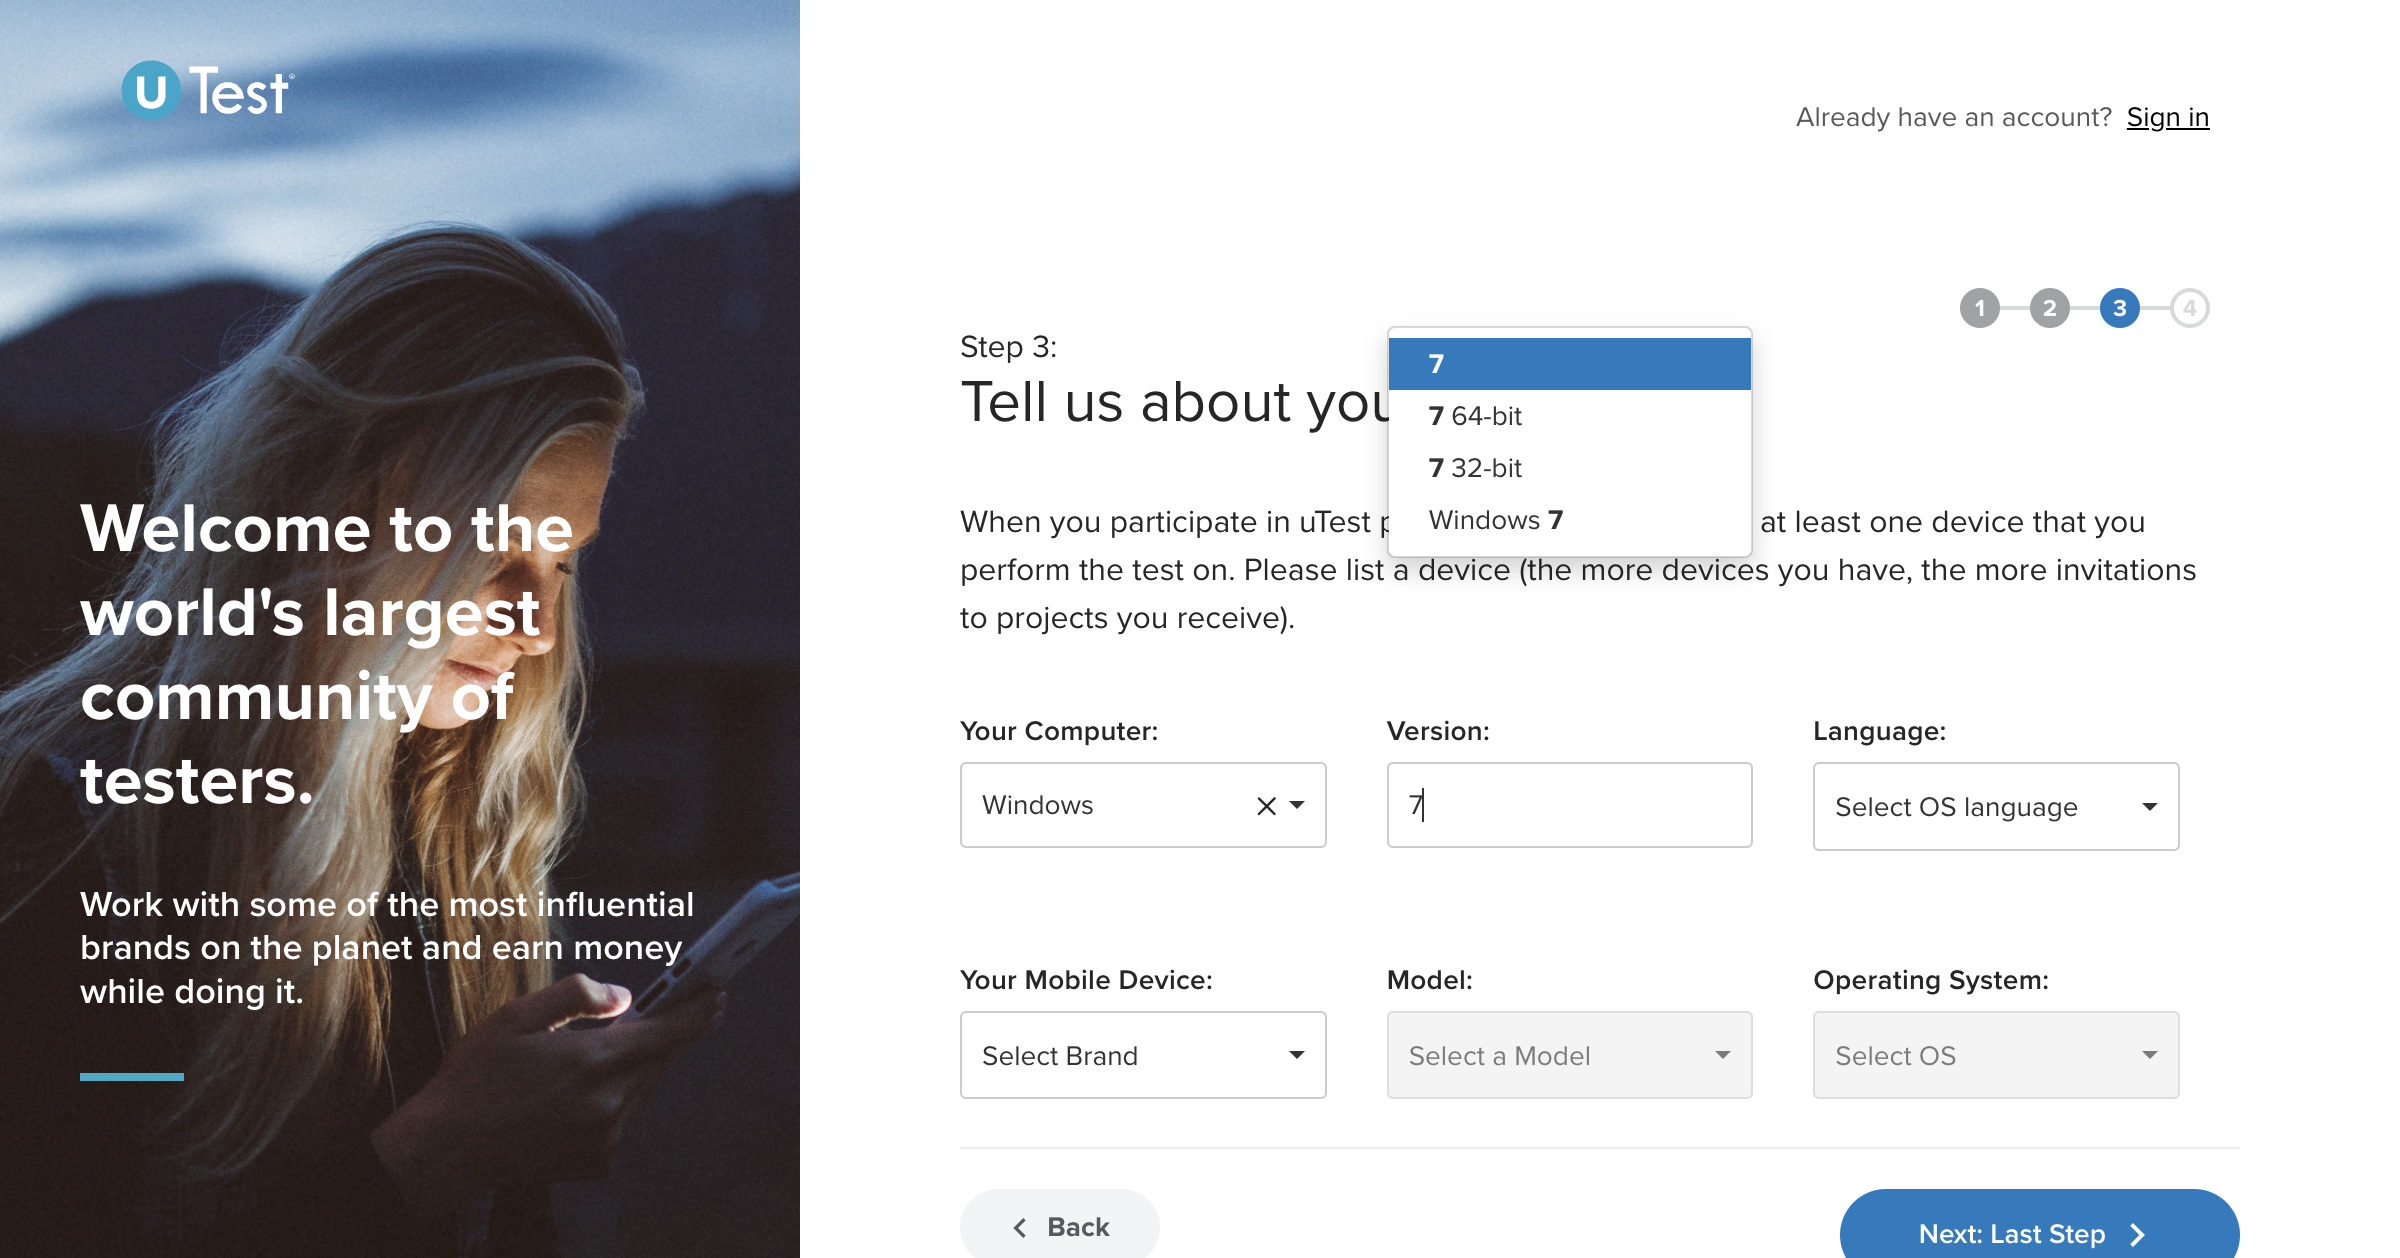 U Test®
Welcome to the
world's largest
community of
testers.
Work with some of the most influential
brands on the planet and earn money
while doing it.
Already have an account? Sign in
1 2 3 4
Step 3:
Tell us about you
7
7 64-bit
7 32-bit
Windows 7
When you participate in uTest p at least one device that you
perform the test on. Please list a device (the more devices you have, the more invitations
to projects you receive).
Your Computer: Version: Language:
Windows 7 Select OS language
Your Mobile Device: Model: Operating System:
Select Brand Select a Model Select OS
Back Next: Last Step